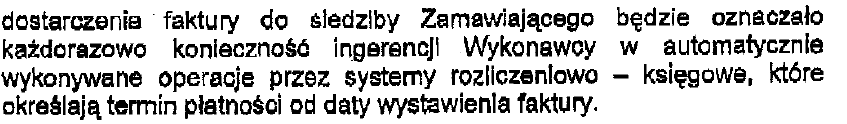 dostarczenia faktury do siedziby Zamawiającego będzie oznaczało
każdorazowo konieczność ingerencji Wykonawcy w automatycznie
wykonywane operacje przez systemy rozliczeniowo – księgowe, które
określają termin płatności od daty wystawienia faktury.